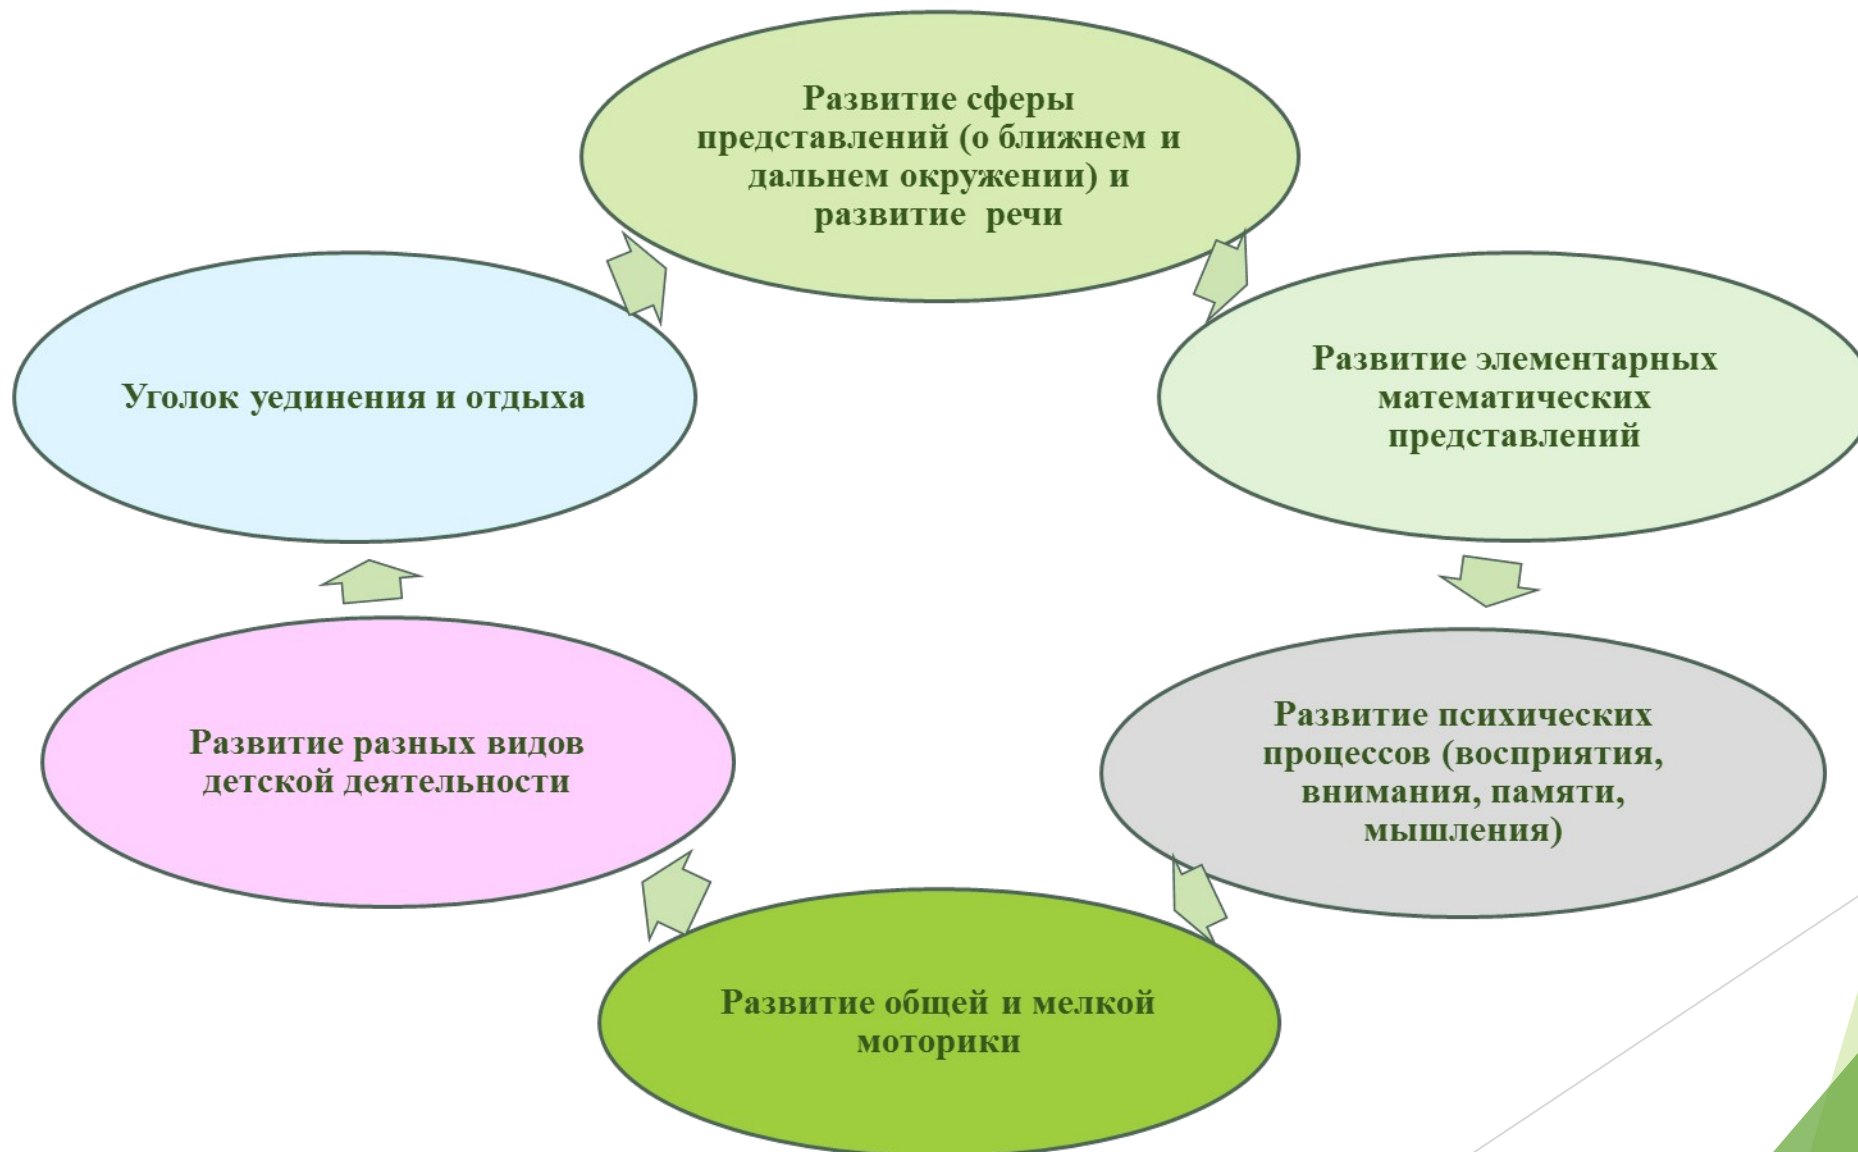 Развитие сферы
представлений (о ближнем и
дальнем окружении) и
развитие  речи
Развитие элементарных
математических
представлений
Развитие психических
процессов (восприятия,
внимания, памяти,
мышления)
Развитие общей и мелкой
моторики
Развитие разных видов
детской деятельности
Уголок уединения и отдыха